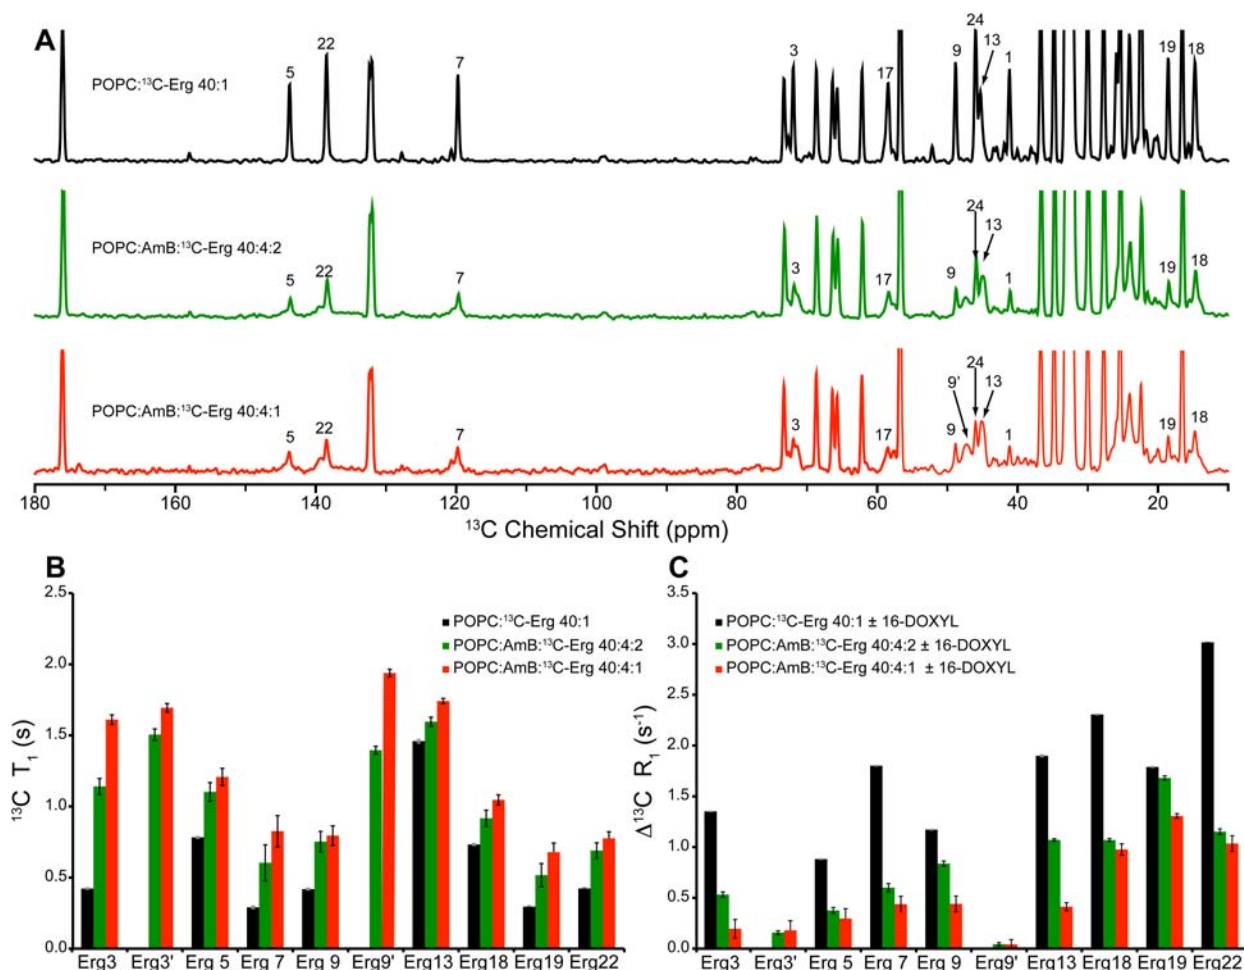 A
POPC:¹³C-Erg 40:1
5 22 7 3 17 9 24 13 1 19 18
POPC:AmB:¹³C-Erg 40:4:2
5 22 7 3 17 9 24 13 1 19 18
POPC:AmB:¹³C-Erg 40:4:1
5 22 7 3 17 9 9' 24 13 1 19 18
180 160 140 120 100 80 60 40 20
¹³C Chemical Shift (ppm)
B
¹³C T₁ (s)
2.5
2.0
1.5
1.0
0.5
0.0
POPC:¹³C-Erg 40:1
POPC:AmB:¹³C-Erg 40:4:2
POPC:AmB:¹³C-Erg 40:4:1
Erg3 Erg3' Erg 5 Erg 7 Erg 9 Erg9' Erg13 Erg18 Erg19 Erg22
C
Δ¹³C R₁ (s⁻¹)
3.5
3.0
2.5
2.0
1.5
1.0
0.5
0.0
POPC:¹³C-Erg 40:1 ± 16-DOXYL
POPC:AmB:¹³C-Erg 40:4:2 ± 16-DOXYL
POPC:AmB:¹³C-Erg 40:4:1 ± 16-DOXYL
Erg3 Erg3' Erg 5 Erg 7 Erg 9 Erg9' Erg13 Erg18 Erg19 Erg22